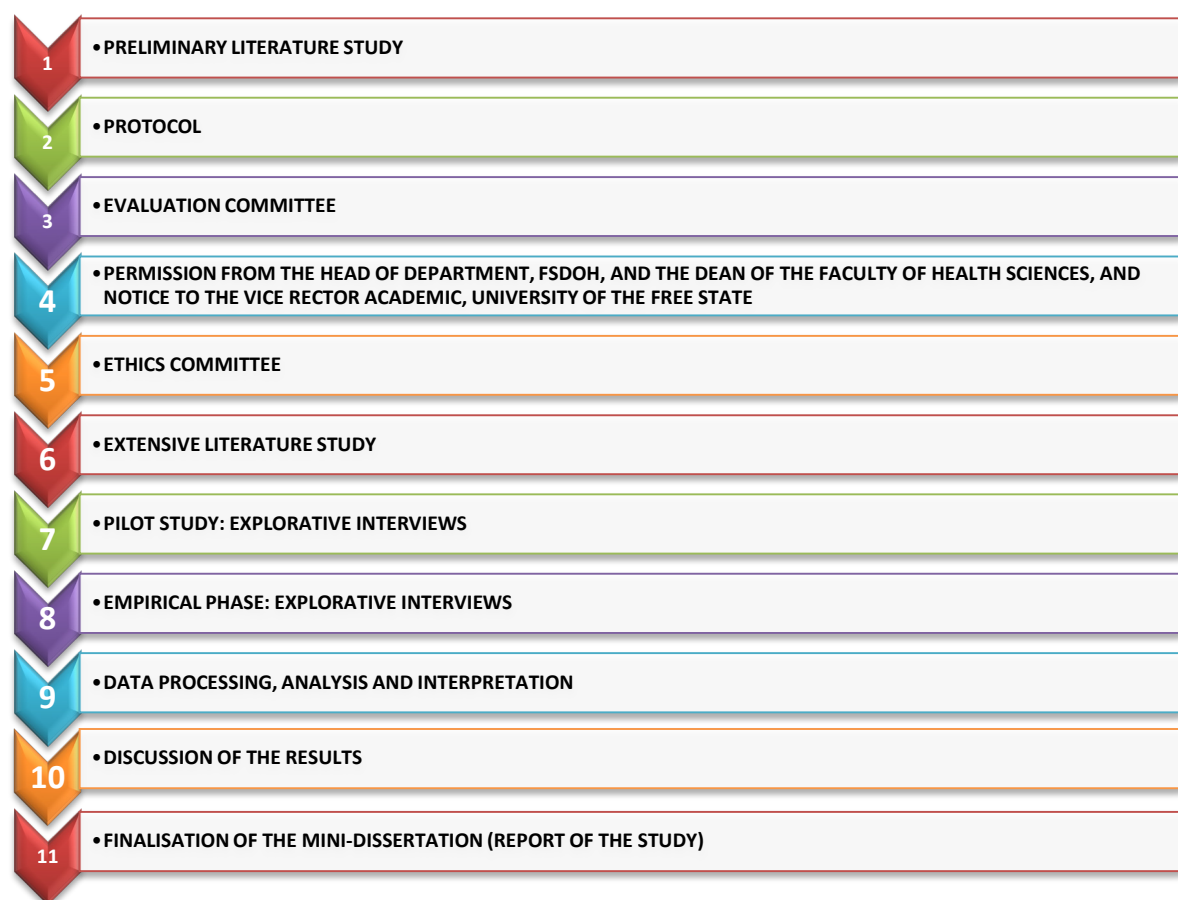 1
•PRELIMINARY LITERATURE STUDY
2
•PROTOCOL
3
•EVALUATION COMMITTEE
4
•PERMISSION FROM THE HEAD OF DEPARTMENT, FSDOH, AND THE DEAN OF THE FACULTY OF HEALTH SCIENCES, AND
NOTICE TO THE VICE RECTOR ACADEMIC, UNIVERSITY OF THE FREE STATE
5
•ETHICS COMMITTEE
6
•EXTENSIVE LITERATURE STUDY
7
•PILOT STUDY: EXPLORATIVE INTERVIEWS
8
•EMPIRICAL PHASE: EXPLORATIVE INTERVIEWS
9
•DATA PROCESSING, ANALYSIS AND INTERPRETATION
10
•DISCUSSION OF THE RESULTS
11
•FINALISATION OF THE MINI-DISSERTATION (REPORT OF THE STUDY)